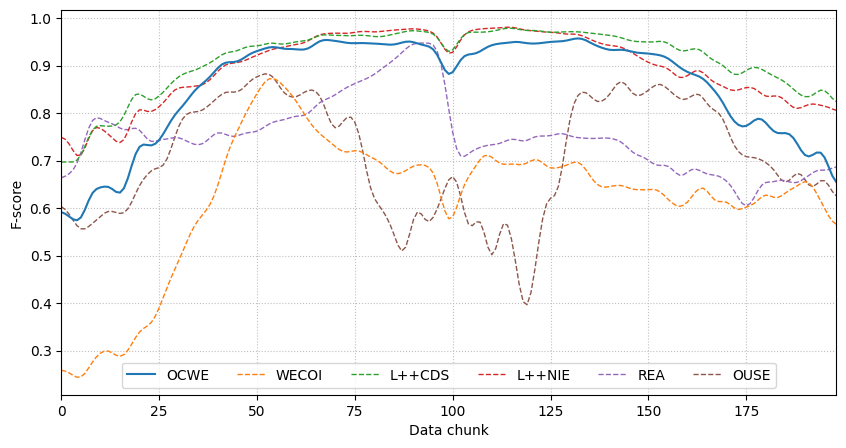 1.0
0.9
0.8
0.7
0.6
0.5
0.4
0.3
F-score
OCWE WECOI L++CDS L++NIE REA OUSE
0 25 50 75 100 125 150 175
Data chunk